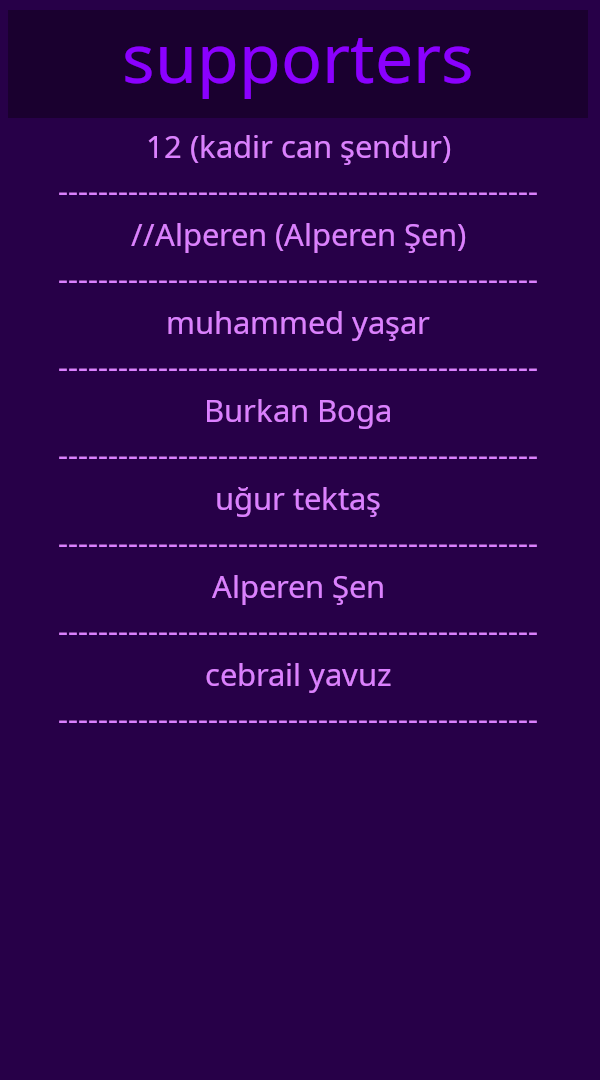 supporters
12 (kadir can şendur)
------------------------------------------------
//Alperen (Alperen Şen)
------------------------------------------------
muhammed yaşar
------------------------------------------------
Burkan Boga
------------------------------------------------
uğur tektaş
------------------------------------------------
Alperen Şen
------------------------------------------------
cebrail yavuz
------------------------------------------------